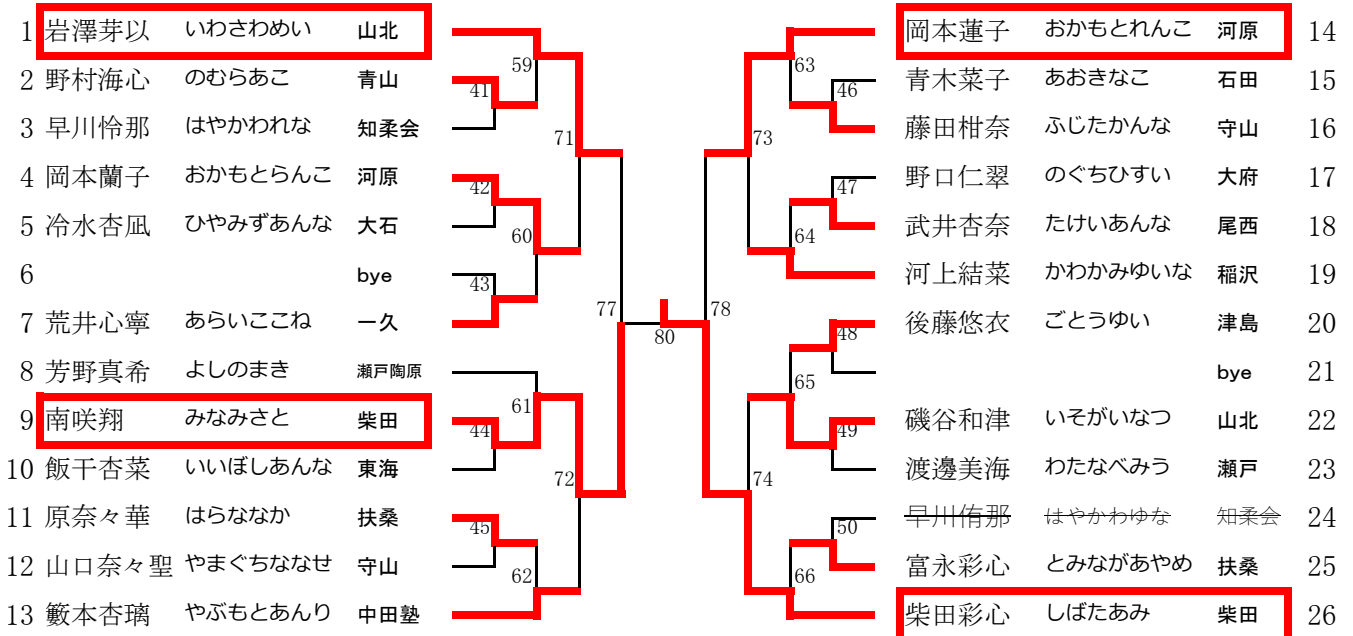 1 岩澤芽以 いわさわめい 山北
2 野村海心 のむらあこ 青山
3 早川怜那 はやかわれな 知柔会
4 岡本蘭子 おかもとらんこ 河原
5 冷水杏凪 ひやみずあんな 大石
6 bye
7 荒井心寧 あらいここね 一久
8 芳野真希 よしのまき 瀬戸陶原
9 南咲翔 みなみさと 柴田
10 飯干杏菜 いいぼしあんな 東海
11 原奈々華 はらななか 扶桑
12 山口奈々聖 やまぐちななせ 守山
13 籔本杏璃 やぶもとあんり 中田塾
59
41
71
42
60
43
77
61
44
72
45
62
80
78
63
46
73
47
64
48
65
49
74
50
66
岡本蓮子 おかもとれんこ 河原 14
青木菜子 あおきなこ 石田 15
藤田柑奈 ふじたかんな 守山 16
野口仁翠 のぐちひすい 大府 17
武井杏奈 たけいあんな 尾西 18
河上結菜 かわかみゆいな 稲沢 19
後藤悠衣 ごとうゆい 津島 20
bye 21
磯谷和津 いそがいなつ 山北 22
渡邊美海 わたなべみう 瀬戸 23
早川侑那 はやかわゆな 知柔会 24
富永彩心 とみながあやめ 扶桑 25
柴田彩心 しばたあみ 柴田 26